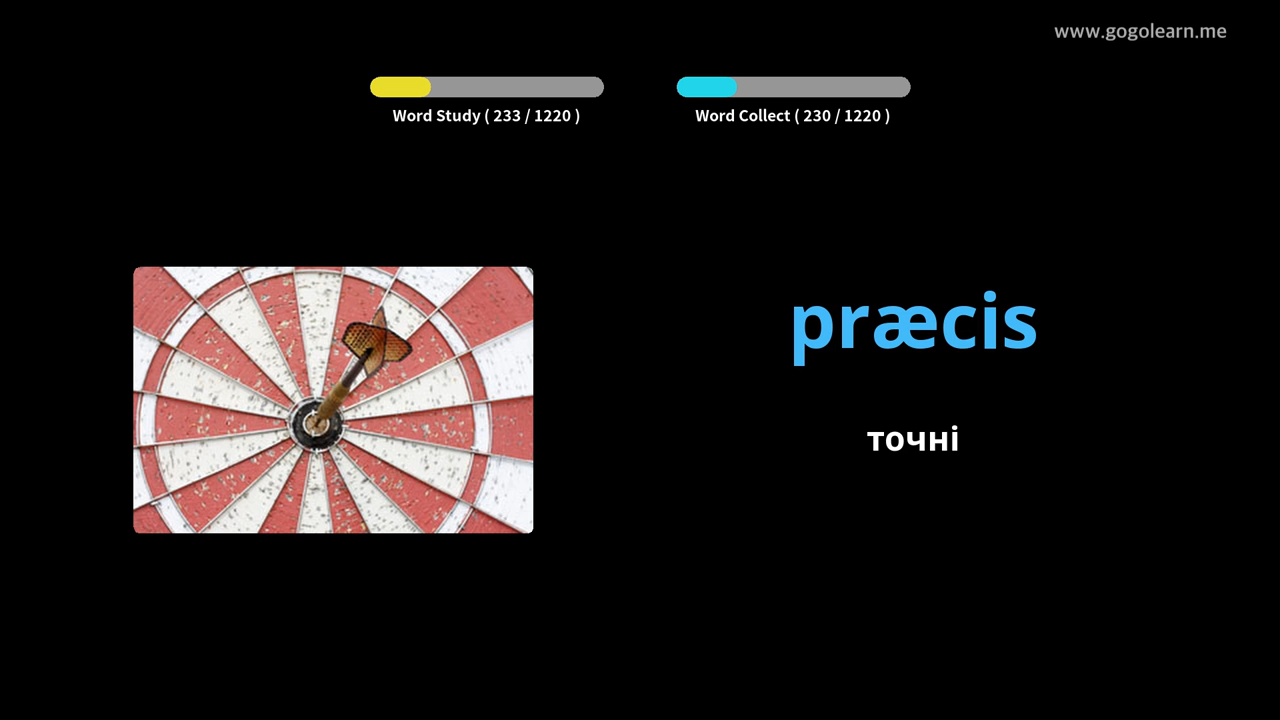 www.gogolearn.me
Word Study ( 233 / 1220 )
Word Collect ( 230 / 1220 )
præcis
точні